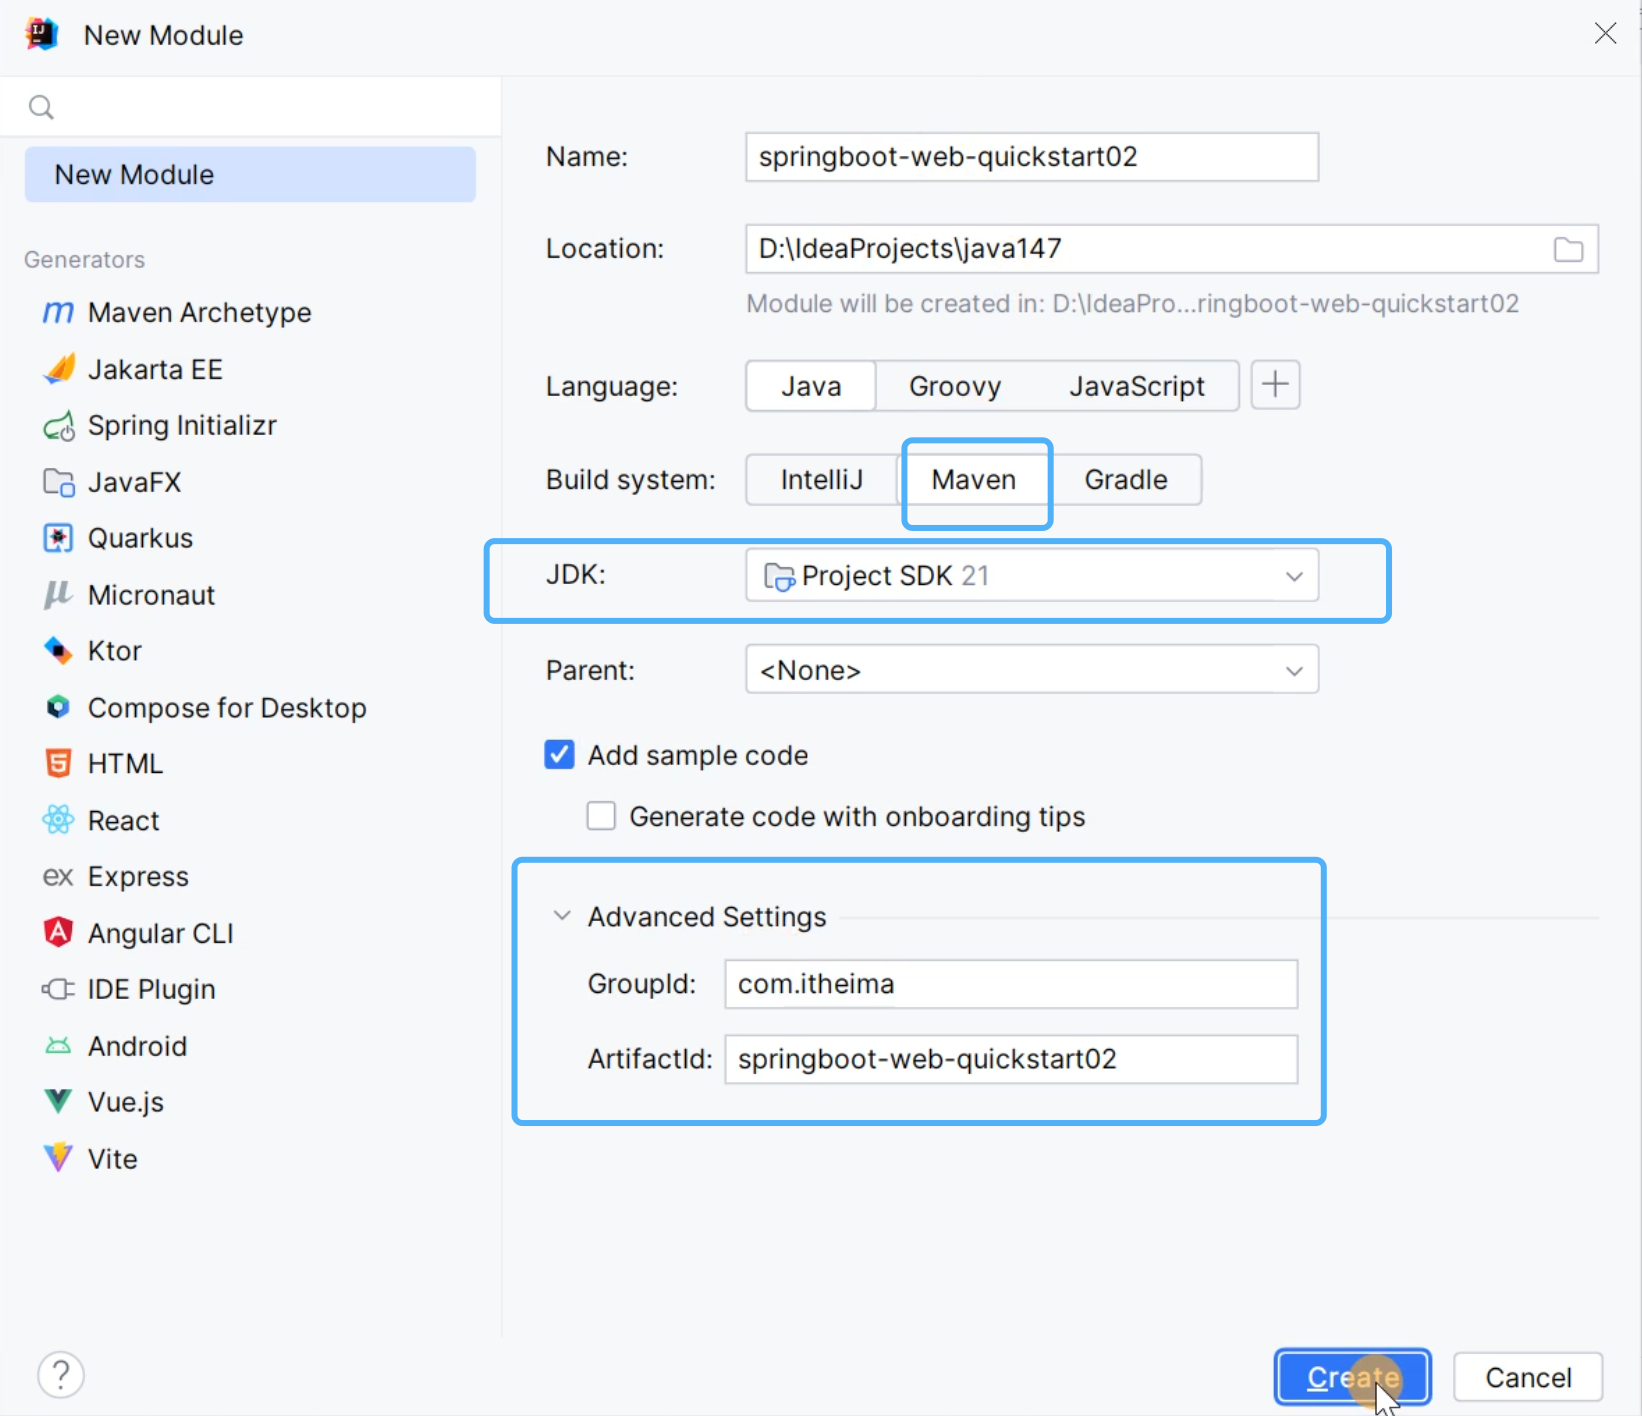 New Module
New Module
Generators
Maven Archetype
Jakarta EE
Spring Initializr
JavaFX
Quarkus
Micronaut
Ktor
Compose for Desktop
HTML
React
ex Express
Angular CLI
IDE Plugin
Android
Vue.js
Vite
Name: springboot-web-quickstart02
Location: D:\IdeaProjects\java147
Module will be created in: D:\IdeaPro...ringboot-web-quickstart02
Language: Java Groovy JavaScript
Build system: IntelliJ Maven Gradle
JDK: Project SDK 21
Parent: <None>
Add sample code
Generate code with onboarding tips
Advanced Settings
GroupId: com.itheima
ArtifactId: springboot-web-quickstart02
? Create Cancel